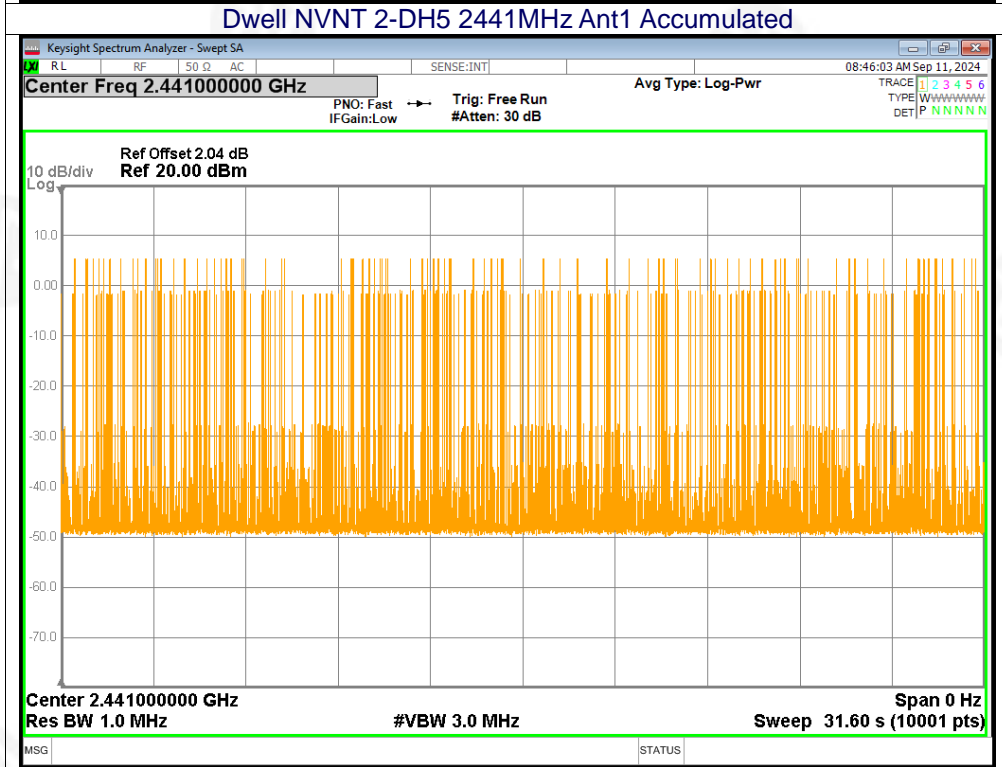 Dwell NVNT 2-DH5 2441MHz Ant1 Accumulated
Keysight Spectrum Analyzer - Swept SA
LXI RL RF 50 Ω AC SENSE:INT 08:46:03 AM Sep 11, 2024
Center Freq 2.441000000 GHz
PNO: Fast
IFGain:Low
Trig: Free Run
#Atten: 30 dB
Avg Type: Log-Pwr
TRACE 1 2 3 4 5 6
TYPE WWWWWWW
DET P N N N N N
Ref Offset 2.04 dB
10 dB/div Ref 20.00 dBm
Log
10.0
0.00
-10.0
-20.0
-30.0
-40.0
-50.0
-60.0
-70.0
Center 2.441000000 GHz Span 0 Hz
Res BW 1.0 MHz #VBW 3.0 MHz Sweep 31.60 s (10001 pts)
MSG STATUS